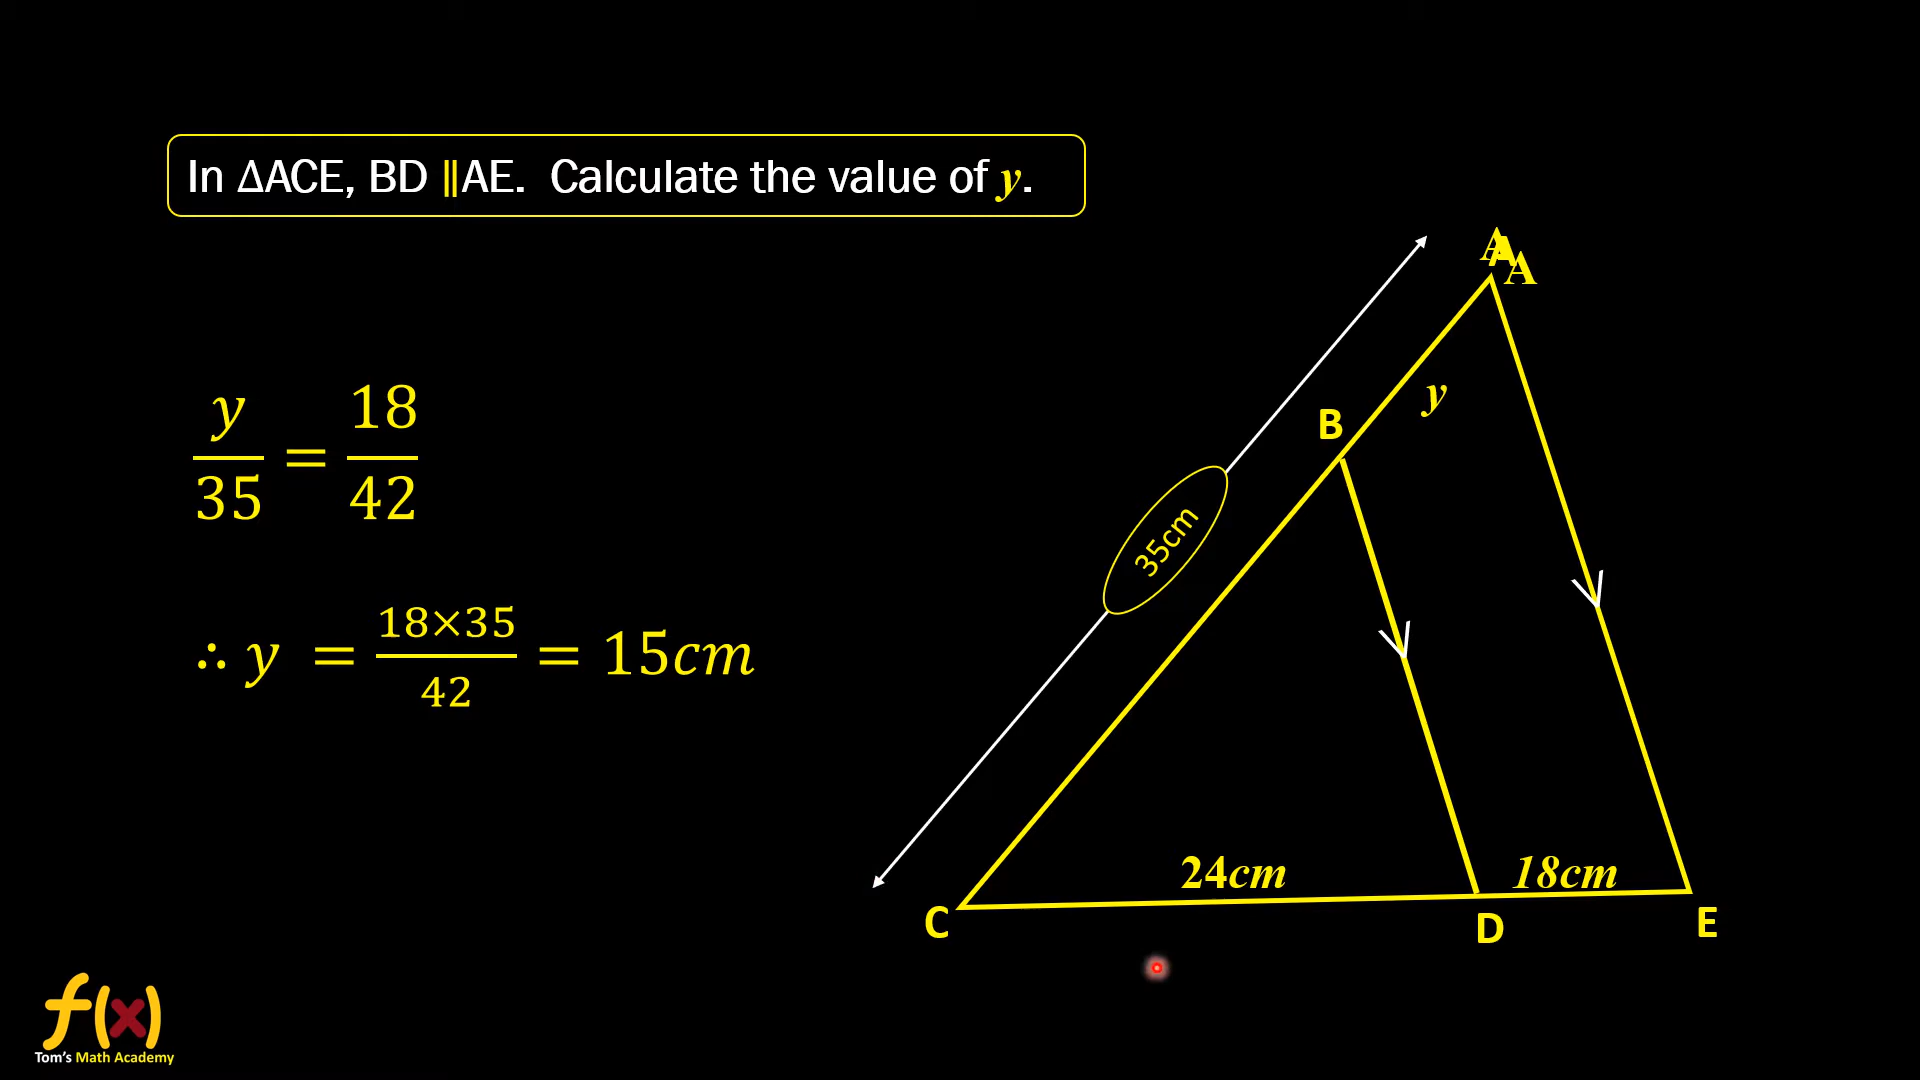 In ∆ACE, BD ∥AE. Calculate the value of y.
A
A
A
y
B
y/35 = 18/42
35cm
∴ y = 18×35/42 = 15cm
24cm
18cm
C
D
E
f(x)
Tom's Math Academy